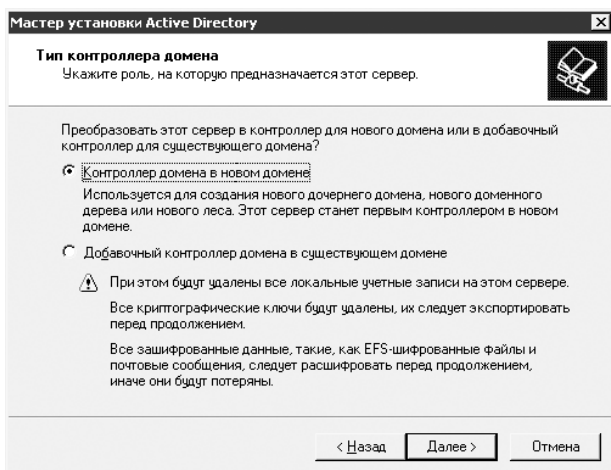 Мастер установки Active Directory
Тип контроллера домена
Укажите роль, на которую предназначается этот сервер.
Преобразовать этот сервер в контроллер для нового домена или в добавочный
контроллер для существующего домена?
Контроллер домена в новом домене
Используется для создания нового дочернего домена, нового доменного
дерева или нового леса. Этот сервер станет первым контроллером в новом
домене.
Добавочный контроллер домена в существующем домене
При этом будут удалены все локальные учетные записи на этом сервере.
Все криптографические ключи будут удалены, их следует экспортировать
перед продолжением.
Все зашифрованные данные, такие, как EFS-шифрованные файлы и
почтовые сообщения, следует расшифровать перед продолжением,
иначе они будут потеряны.
< Назад Далее > Отмена